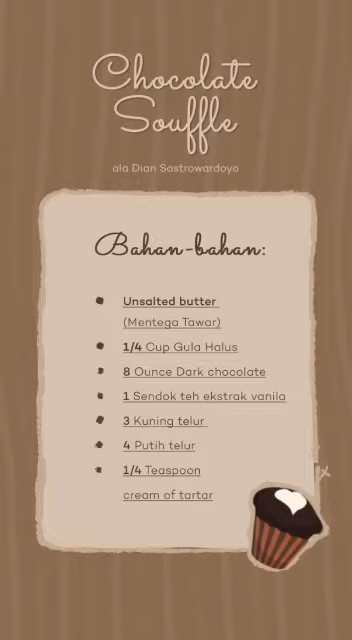 Chocolate
Souffle
ala Dian Sastrowardoyo
Bahan-bahan:
Unsalted butter
(Mentega Tawar)
1/4 Cup Gula Halus
8 Ounce Dark chocolate
1 Sendok teh ekstrak vanila
3 Kuning telur
4 Putih telur
1/4 Teaspoon
cream of tartar